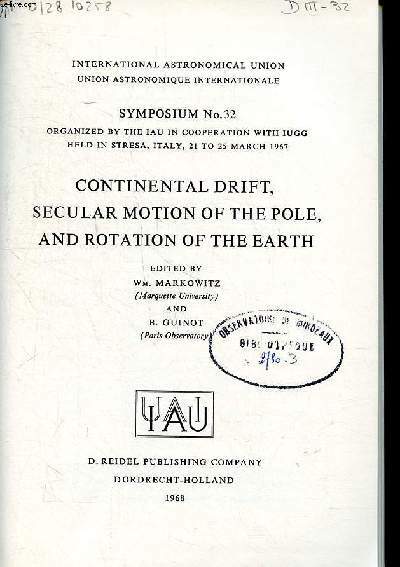 D III - 32
INTERNATIONAL ASTRONOMICAL UNION
UNION ASTRONOMIQUE INTERNATIONALE
SYMPOSIUM No. 32
ORGANIZED BY THE IAU IN COOPERATION WITH IUGG
HELD IN STRESA, ITALY, 21 TO 25 MARCH 1967
CONTINENTAL DRIFT,
SECULAR MOTION OF THE POLE,
AND ROTATION OF THE EARTH
EDITED BY
WM. MARKOWITZ
(Marquette University)
AND
B. GUINOT
(Paris Observatory)
OBSERVATOIRE DE BORDEAUX
BIBLIOTHEQUE
IAU
D. REIDEL PUBLISHING COMPANY
DORDRECHT-HOLLAND
1968